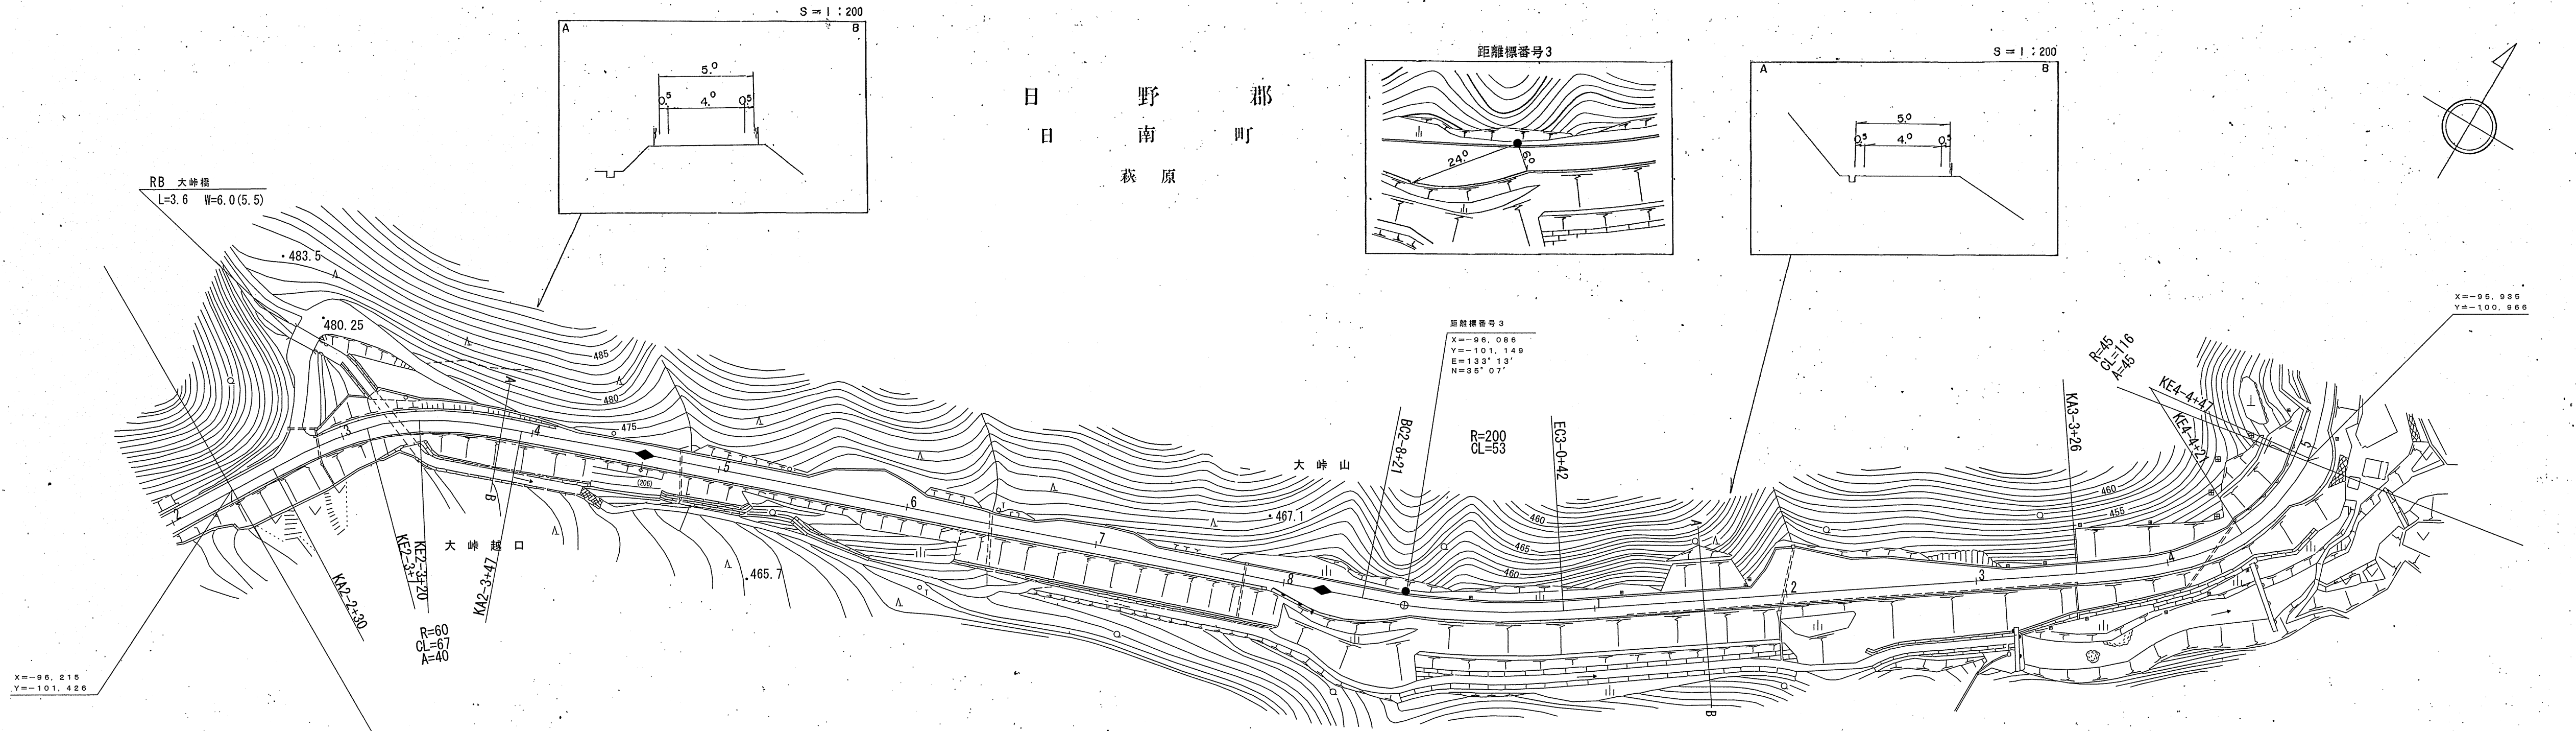 S=1:200
A B
5.0
0.5 4.0 0.5
日野郡
日南町
萩原
距離標番号3
24.0
6.0
S=1:200
A B
5.0
0.5 4.0 0.5
RB 大峠橋
L=3.6 W=6.0(5.5)
483.5
480.25
485
480
475
距離標番号3
X=-96,086
Y=-101,149
E=133°13′
N=35°07′
X=-95,935
Y=-100,966
R=45
CL=116
A=45
KE4-4+47
KE4-4+21
KA3-3+26
R=200
CL=53
BC2-8+21
EC3-0+42
大峠山
467.1
460
465
460
460
455
A
B
2
3
4
5
6
7
8
1
2
3
4
5
(206)
A
B
大峠越口
465.7
KA2-2+30
KE2-3+7
KE2-3+20
KA2-3+47
R=60
CL=67
A=40
X=-96,215
Y=-101,426